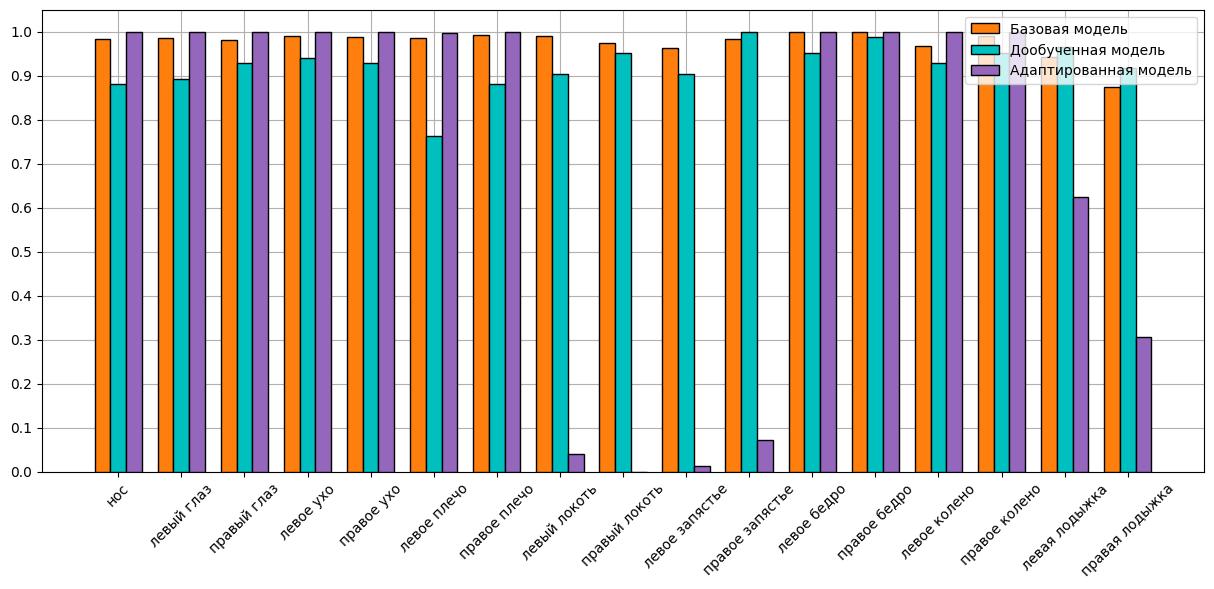 1.0
0.9
0.8
0.7
0.6
0.5
0.4
0.3
0.2
0.1
0.0
Базовая модель
Дообученная модель
Адаптированная модель
нос
левый глаз
правый глаз
левое ухо
правое ухо
левое плечо
правое плечо
левый локоть
правый локоть
левое запястье
правое запястье
левое бедро
правое бедро
левое колено
правое колено
левая лодыжка
правая лодыжка